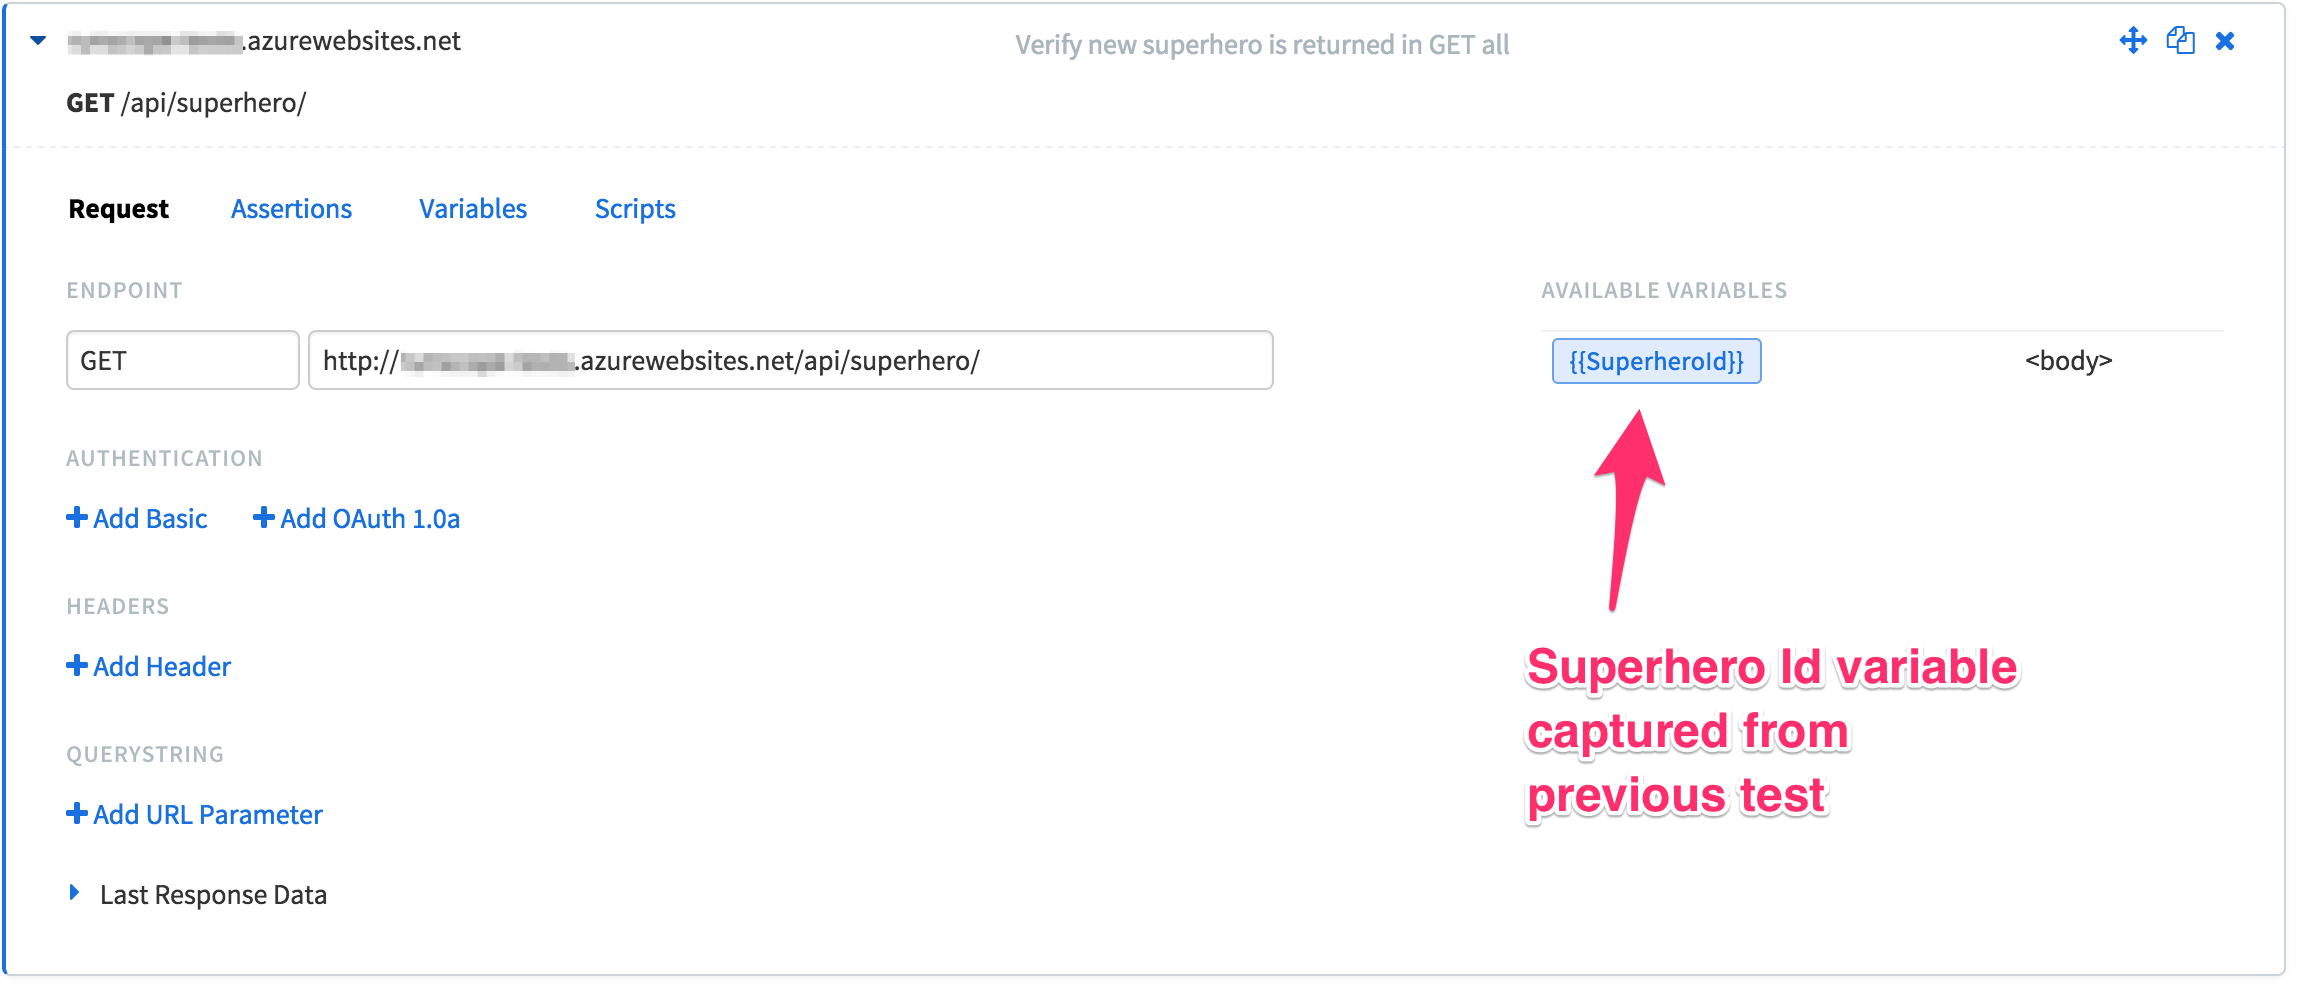 .azurewebsites.net
Verify new superhero is returned in GET all
GET /api/superhero/
Request Assertions Variables Scripts
ENDPOINT
AVAILABLE VARIABLES
GET
http:// .azurewebsites.net/api/superhero/
{{SuperheroId}}
<body>
AUTHENTICATION
Add Basic Add OAuth 1.0a
HEADERS
Add Header
Superhero Id variable
captured from
previous test
QUERYSTRING
Add URL Parameter
Last Response Data